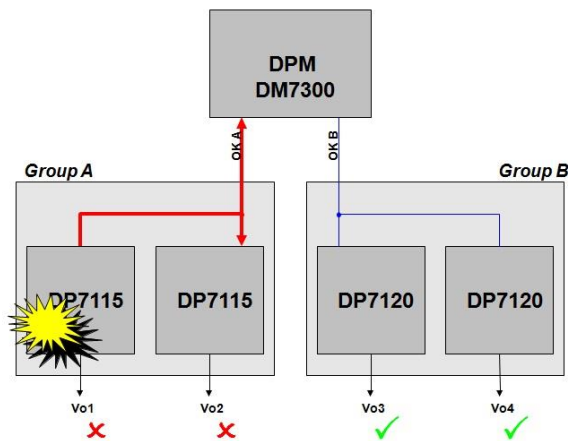 DPM
DM7300
OK A
OK B
Group A
Group B
DP7115
DP7115
DP7120
DP7120
Vo1
Vo2
Vo3
Vo4